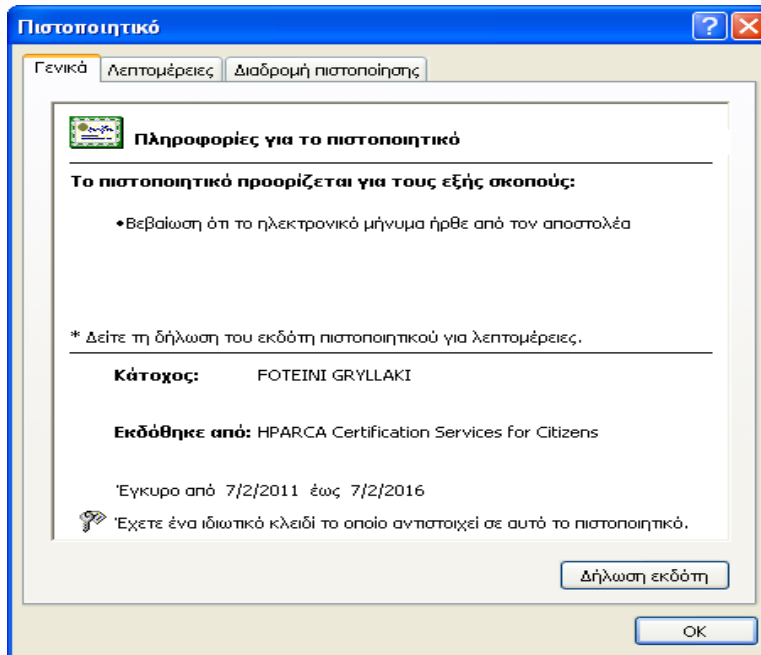 Πιστοποιητικό
Γενικά Λεπτομέρειες Διαδρομή πιστοποίησης
Πληροφορίες για το πιστοποιητικό
Το πιστοποιητικό προορίζεται για τους εξής σκοπούς:
•Βεβαίωση ότι το ηλεκτρονικό μήνυμα ήρθε από τον αποστολέα
* Δείτε τη δήλωση του εκδότη πιστοποιητικού για λεπτομέρειες.
Κάτοχος: FOTEINI GRYLLAKI
Εκδόθηκε από: HPARCA Certification Services for Citizens
Έγκυρο από 7/2/2011 έως 7/2/2016
Έχετε ένα ιδιωτικό κλειδί το οποίο αντιστοιχεί σε αυτό το πιστοποιητικό.
Δήλωση εκδότη
OK